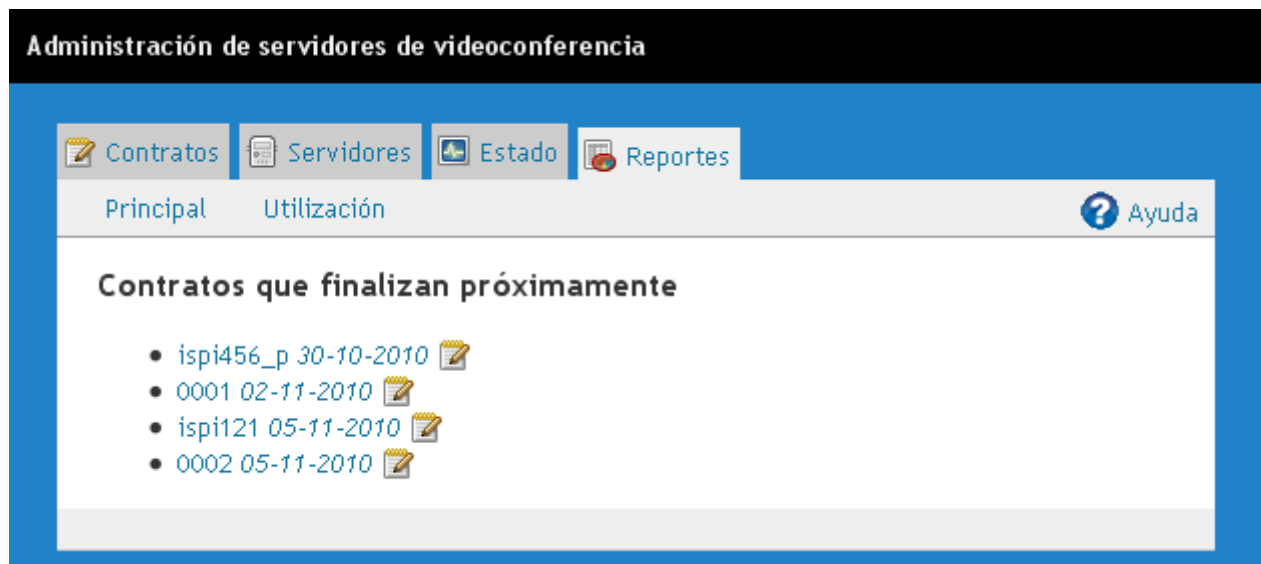 Administración de servidores de videoconferencia
Contratos Servidores Estado Reportes
Principal Utilización Ayuda
Contratos que finalizan próximamente
ispi456_p 30-10-2010
0001 02-11-2010
ispi121 05-11-2010
0002 05-11-2010